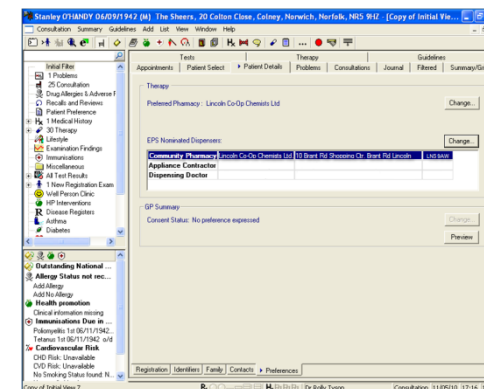 Stanley O'HANDY 06/09/1942 (M) The Sheers, 20 Colton Close, Colney, Norwich, Norfolk, NR5 9HZ - [Copy of Initial Vie...
Consultation Summary Guidelines Add List View Window Help
Tests Therapy Guidelines
Appointments Patient Select Patient Details Problems Consultations Journal Filtered Summary/Gi
Initial Filter
1 Problems
25 Consultation
Drug Allergies & Adverse F
Recalls and Reviews
Patient Preference
1 Medical History
30 Therapy
Lifestyle
Examination Findings
Immunisations
Miscellaneous
All Test Results
1 New Registration Exam
Well Person Clinic
HP Interventions
Disease Registers
Asthma
Diabetes
Outstanding National ...
Allergy Status not rec...
Add Allergy
Add No Allergy
Health promotion
Clinical information missing
Immunisations Due in ...
Poliomyelitis 1st 06/11/1942...
Tetanus 1st 06/11/1942 o/d
Cardiovascular Risk
CHD Risk: Unavailable
CVD Risk: Unavailable
No Smoking Status found N...
Therapy
Preferred Pharmacy : Lincoln Co-Op Chemists Ltd
Change...
EPS Nominated Dispensers:
Change...
Community Pharmacy Lincoln Co-Op Chemists Ltd 10 Brant Rd Shopping Ctr, Brant Rd Lincoln LN5 9AW
Appliance Contractor
Dispensing Doctor
GP Summary
Consent Status: No preference expressed
Change...
Preview
Registration Identifiers Family Contacts Preferences
Copy of Initial View 2
Dr Rolly Tyson Consultation 11/05/10 17:16